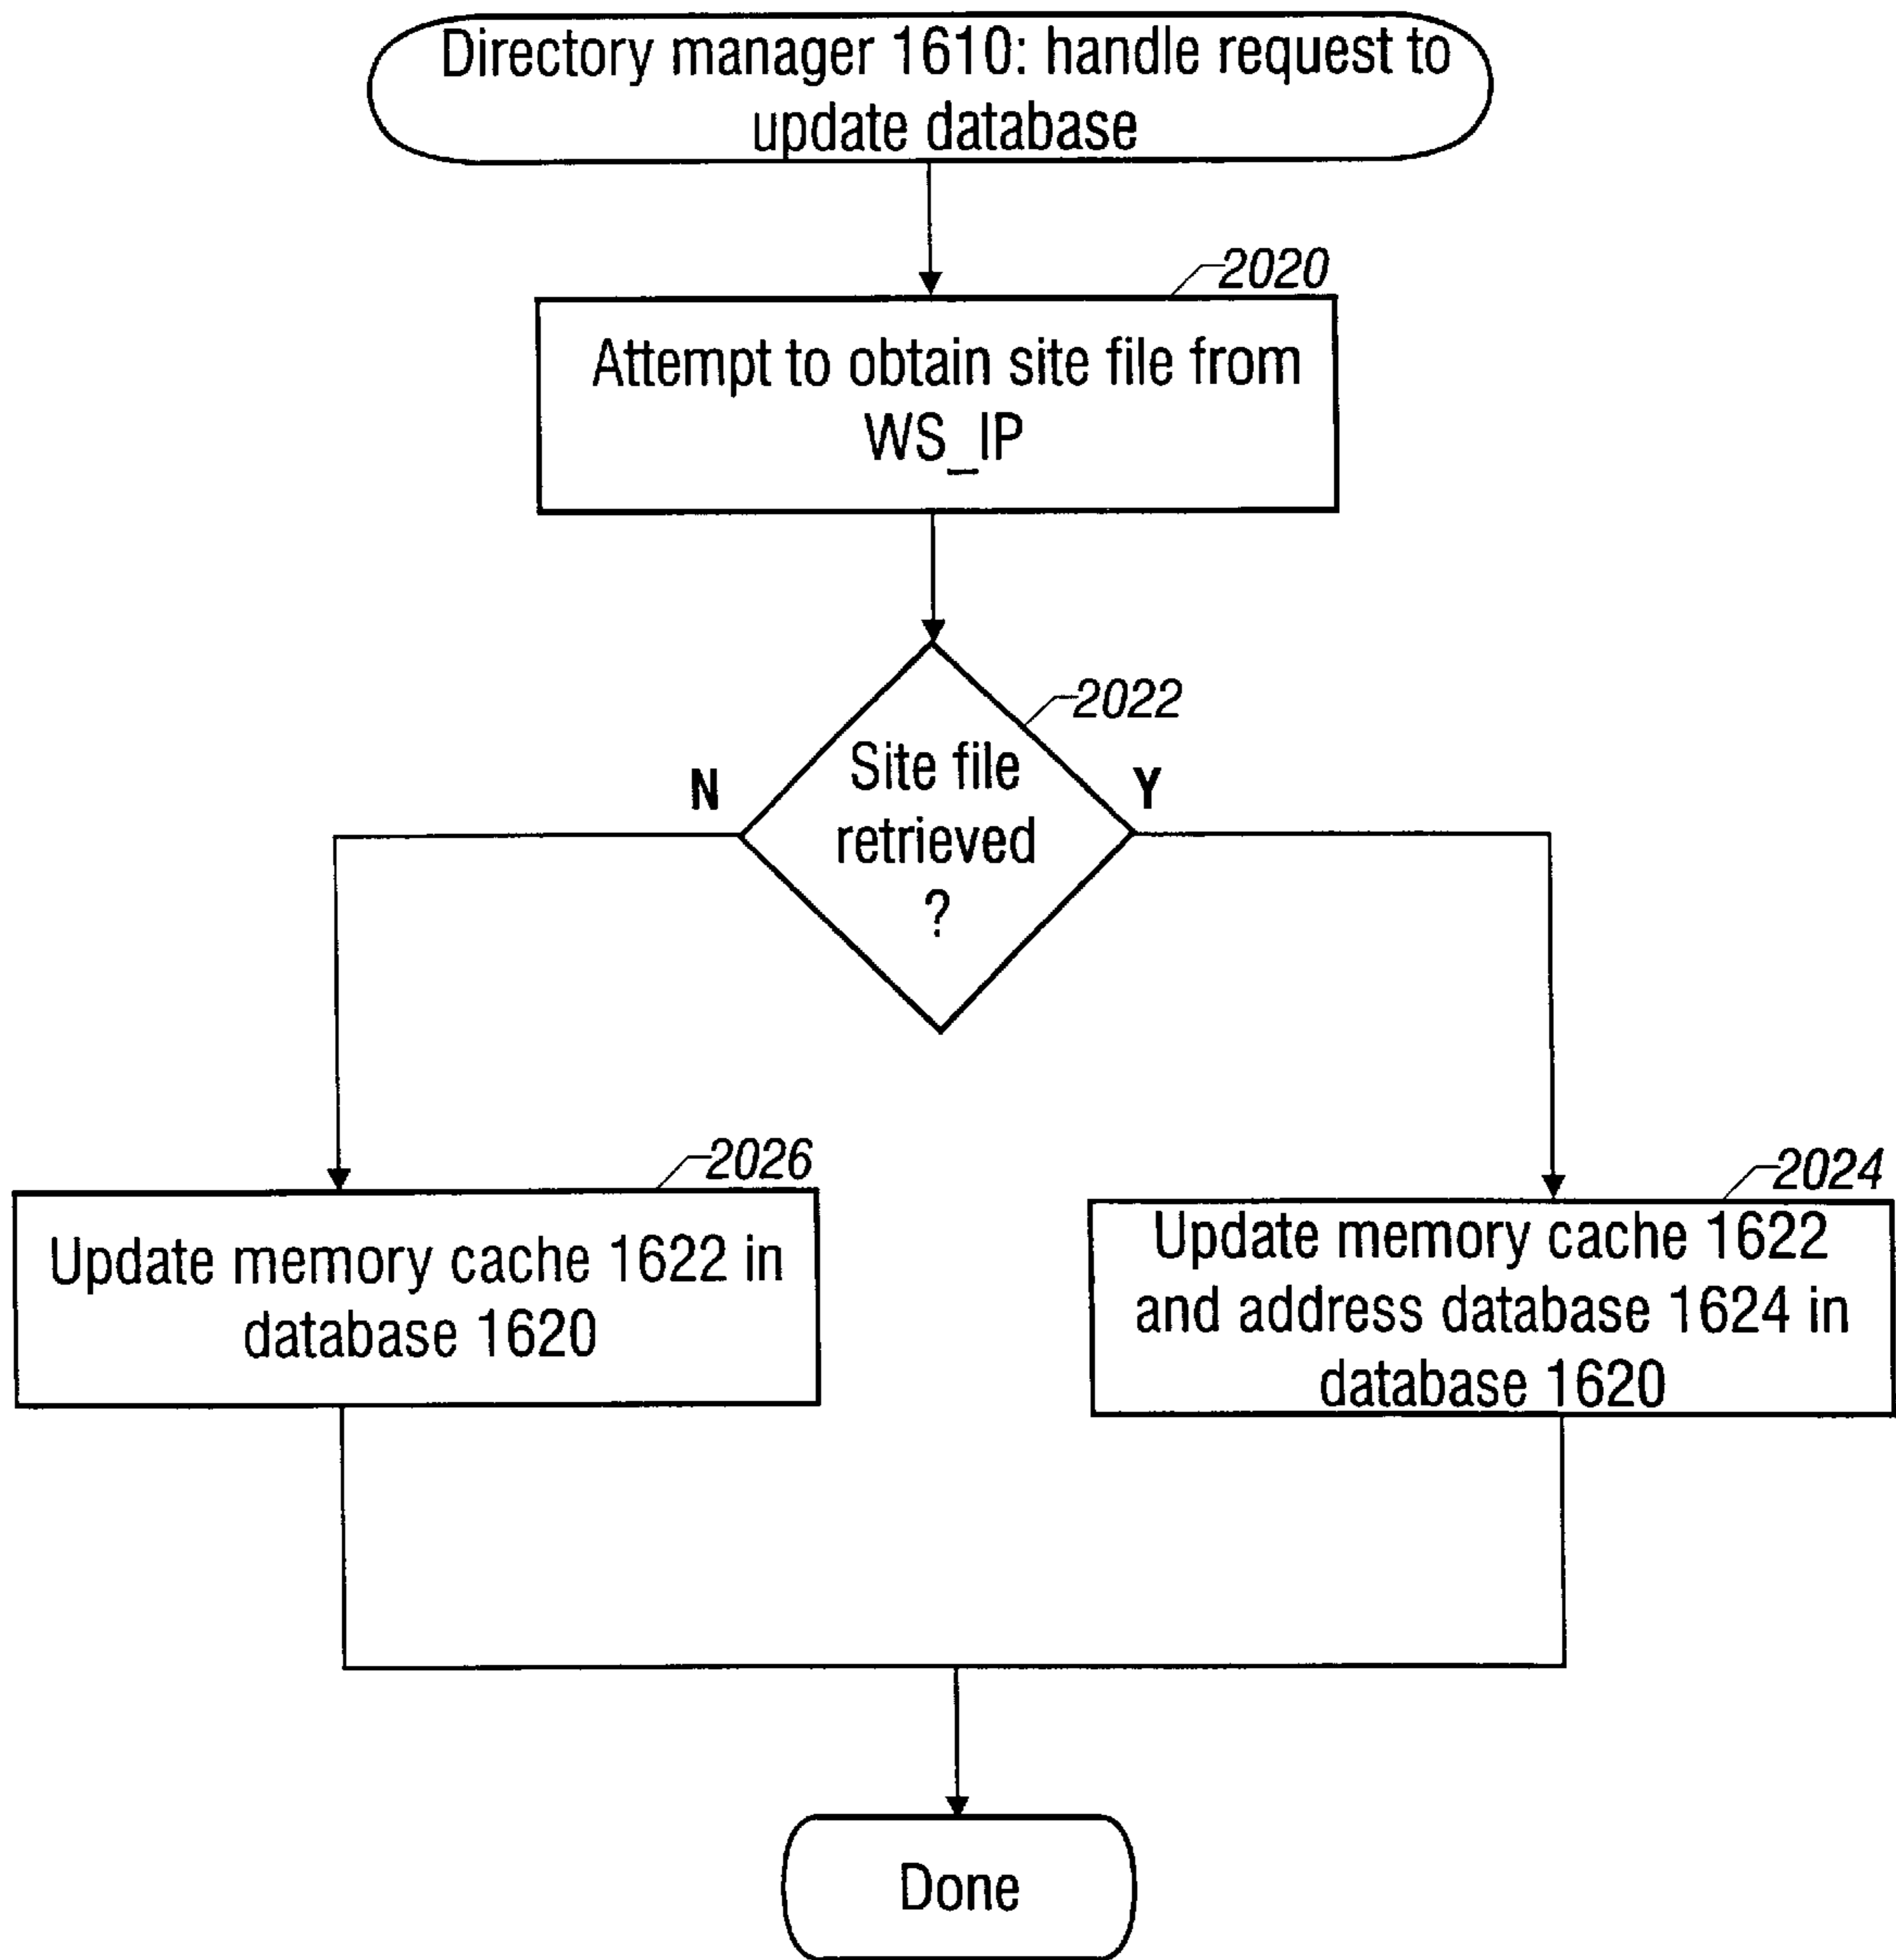 Directory manager 1610: handle request to
update database
2020
Attempt to obtain site file from
WS_IP
2022
Site file
retrieved
?
N
Y
2026
Update memory cache 1622 in
database 1620
2024
Update memory cache 1622
and address database 1624 in
database 1620
Done